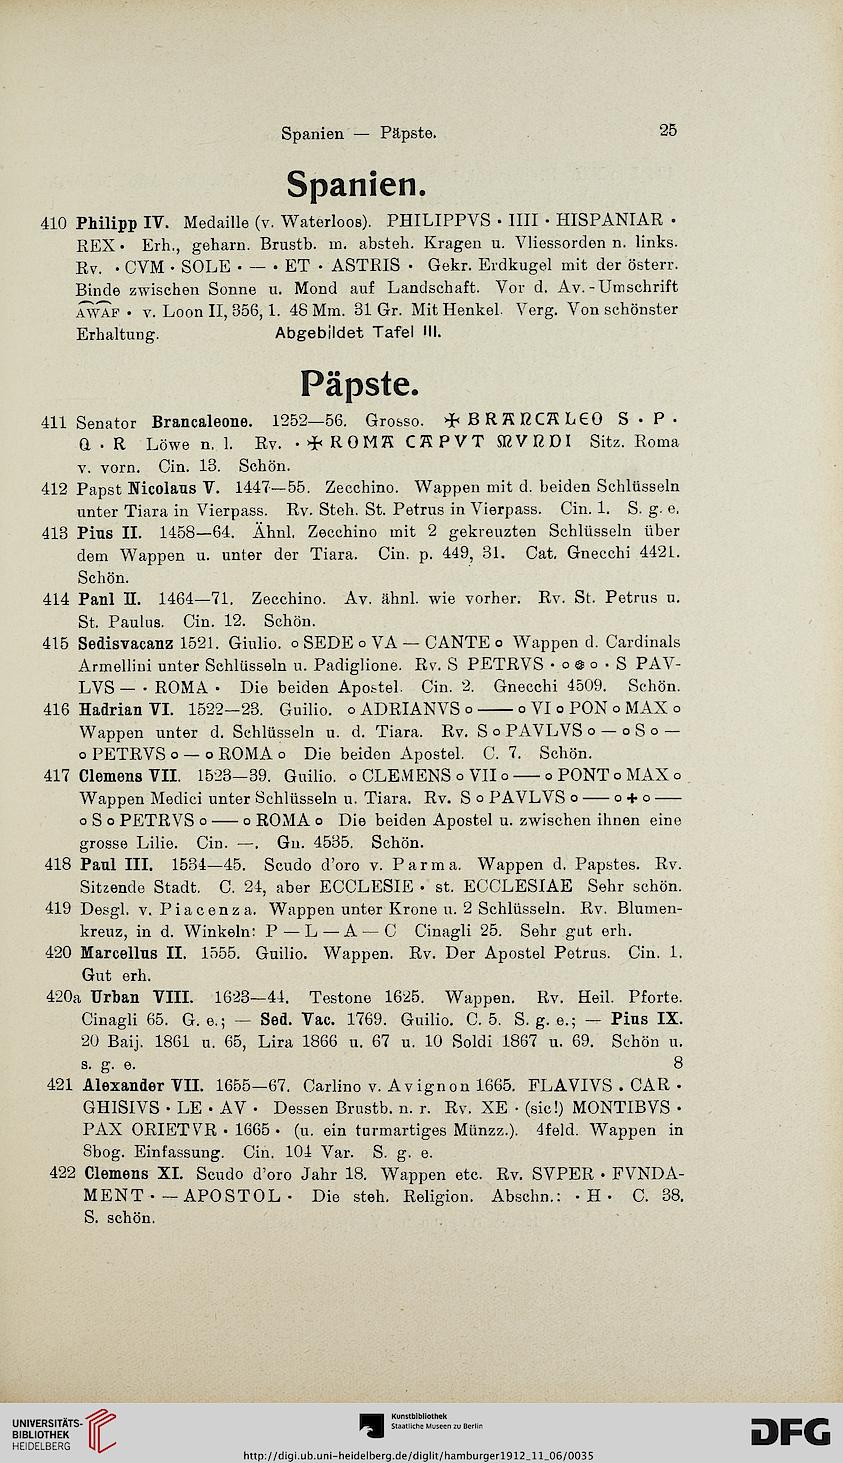 Spanien — Päpste. 25
Spanien.
410 Philipp IV. Medaille (v. Waterloos). PHILIPPVS • IIII • HISPANIAR •
REX • Erh., geharn. Brustb. m. absteh. Kragen u. Vliessorden n. links.
Rv. • CVM • SOLE • — • ET • ASTRIS • Gekr. Erdkugel mit der österr.
Binde zwischen Sonne u. Mond auf Landschaft. Vor d. Av.-Umschrift
AWAF • v. Loon II, 356, 1. 48 Mm. 31 Gr. Mit Henkel. Verg. Von schönster
Erhaltung. Abgebildet Tafel III.
Päpste.
411 Senator Brancaleone. 1252—56. Grosso. ✠ BRANCALEO S • P •
Q • R Löwe n. l. Rv. • ✠ ROMA CAPVT MVNDI Sitz. Roma
v. vorn. Cin. 13. Schön.
412 Papst Nicolaus V. 1447—55. Zecchino. Wappen mit d. beiden Schlüsseln
unter Tiara in Vierpass. Rv. Steh. St. Petrus in Vierpass. Cin. 1. S. g. e.
413 Pius II. 1458—64. Ähnl. Zecchino mit 2 gekreuzten Schlüsseln über
dem Wappen u. unter der Tiara. Cin. p. 449, 31. Cat. Gnecchi 4421.
Schön.
414 Paul II. 1464—71. Zecchino. Av. ähnl. wie vorher. Rv. St. Petrus u.
St. Paulus. Cin. 12. Schön.
415 Sedisvacanz 1521. Giulio. o SEDE o VA — CANTE o Wappen d. Cardinals
Armellini unter Schlüsseln u. Padiglione. Rv. S PETRVS • o ⊛ o • S PAV-
LVS — • ROMA • Die beiden Apostel. Cin. 2. Gnecchi 4509. Schön.
416 Hadrian VI. 1522—23. Guilio. o ADRIANVS o — o VI o PON o MAX o
Wappen unter d. Schlüsseln u. d. Tiara. Rv. S o PAVLVS o — o S o —
o PETRVS o — o ROMA o Die beiden Apostel. C. 7. Schön.
417 Clemens VII. 1523—39. Guilio. o CLEMENS o VII o — o PONT o MAX o
Wappen Medici unter Schlüsseln u. Tiara. Rv. S o PAVLVS o — o + o —
o S o PETRVS o — o ROMA o Die beiden Apostel u. zwischen ihnen eine
grosse Lilie. Cin. —. Gn. 4535. Schön.
418 Paul III. 1534—45. Scudo d'oro v. Parma. Wappen d. Papstes. Rv.
Sitzende Stadt. C. 24, aber ECCLESIE • st. ECCLESIAE Sehr schön.
419 Desgl. v. Piacenza. Wappen unter Krone u. 2 Schlüsseln. Rv. Blumen-
kreuz, in d. Winkeln: P — L — A — C Cinagli 25. Sehr gut erh.
420 Marcellus II. 1555. Guilio. Wappen. Rv. Der Apostel Petrus. Cin. 1.
Gut erh.
420a Urban VIII. 1623—44. Testone 1625. Wappen. Rv. Heil. Pforte.
Cinagli 65. G. e.; — Sed. Vac. 1769. Guilio. C. 5. S. g. e.; — Pius IX.
20 Baij. 1861 u. 65, Lira 1866 u. 67 u. 10 Soldi 1867 u. 69. Schön u.
s. g. e. 8
421 Alexander VII. 1655—67. Carlino v. Avignon 1665. FLAVIVS . CAR •
GHISIVS • LE • AV • Dessen Brustb. n. r. Rv. XE • (sic!) MONTIBVS •
PAX ORIETVR • 1665 • (u. ein turmartiges Münzz.). 4feld. Wappen in
8bog. Einfassung. Cin. 104 Var. S. g. e.
422 Clemens XI. Scudo d'oro Jahr 18. Wappen etc. Rv. SVPER • FVNDA-
MENT • — APOSTOL • Die steh. Religion. Abschn.: • H • C. 38.
S. schön.
UNIVERSITÄTS-
BIBLIOTHEK
HEIDELBERG
Kunstbibliothek
Staatliche Museen zu Berlin
DFG
http://digi.ub.uni-heidelberg.de/diglit/hamburger1912_11_06/0035